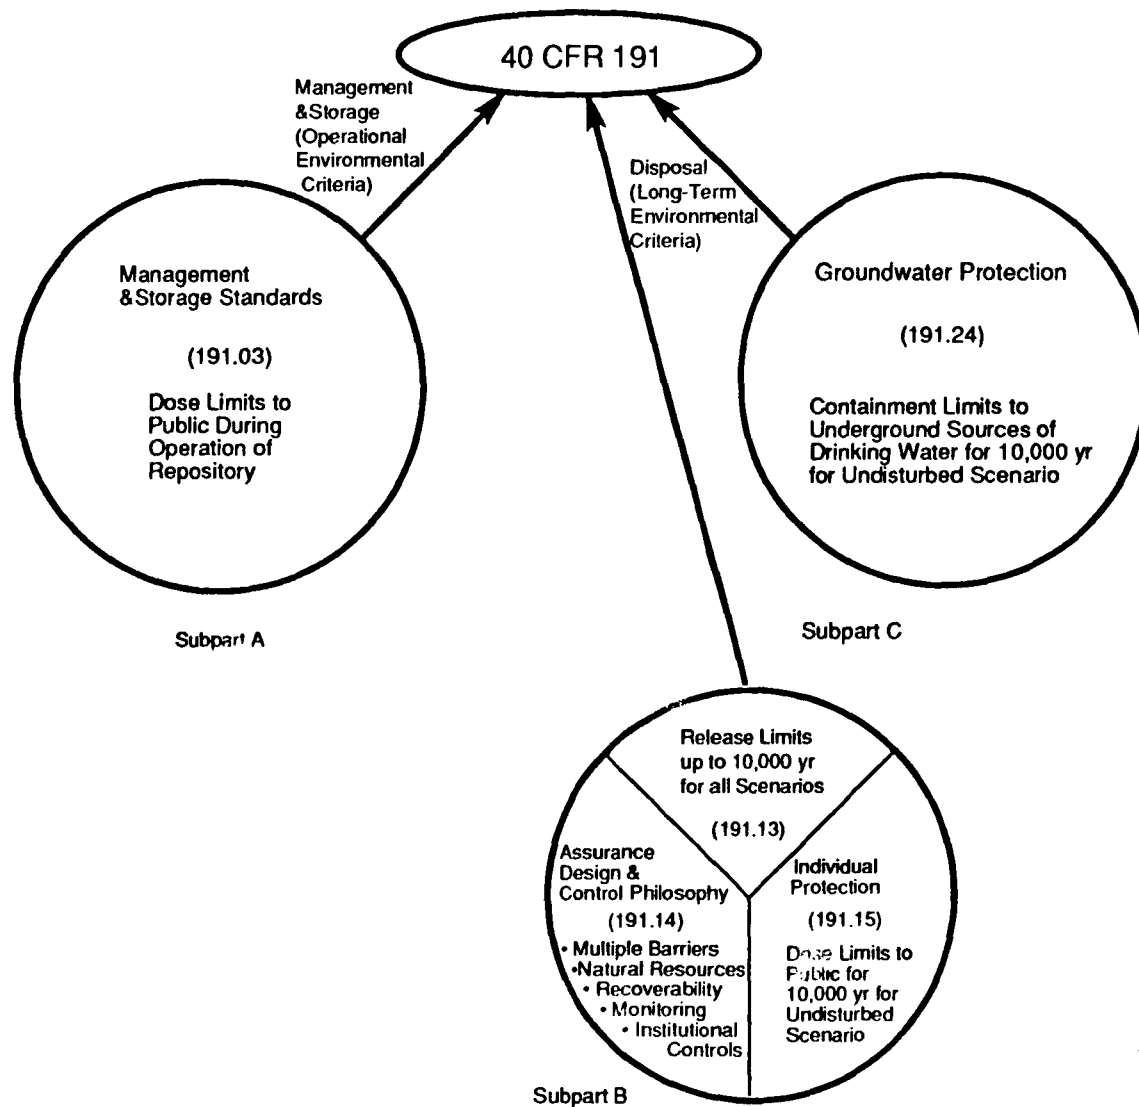 40 CFR 191
Management
&Storage
(Operational
Environmental
Criteria)
Disposal
(Long-Term
Environmental
Criteria)
Management
&Storage Standards
(191.03)
Dose Limits to
Public During
Operation of
Repository
Subpart A
Groundwater Protection
(191.24)
Containment Limits to
Underground Sources of
Drinking Water for 10,000 yr
for Undisturbed Scenario
Subpart C
Release Limits
up to 10,000 yr
for all Scenarios
(191.13)
Assurance
Design &
Control Philosophy
(191.14)
• Multiple Barriers
•Natural Resources
• Recoverability
• Monitoring
• Institutional
Controls
Individual
Protection
(191.15)
Dose Limits to
Public for
10,000 yr for
Undisturbed
Scenario
Subpart B